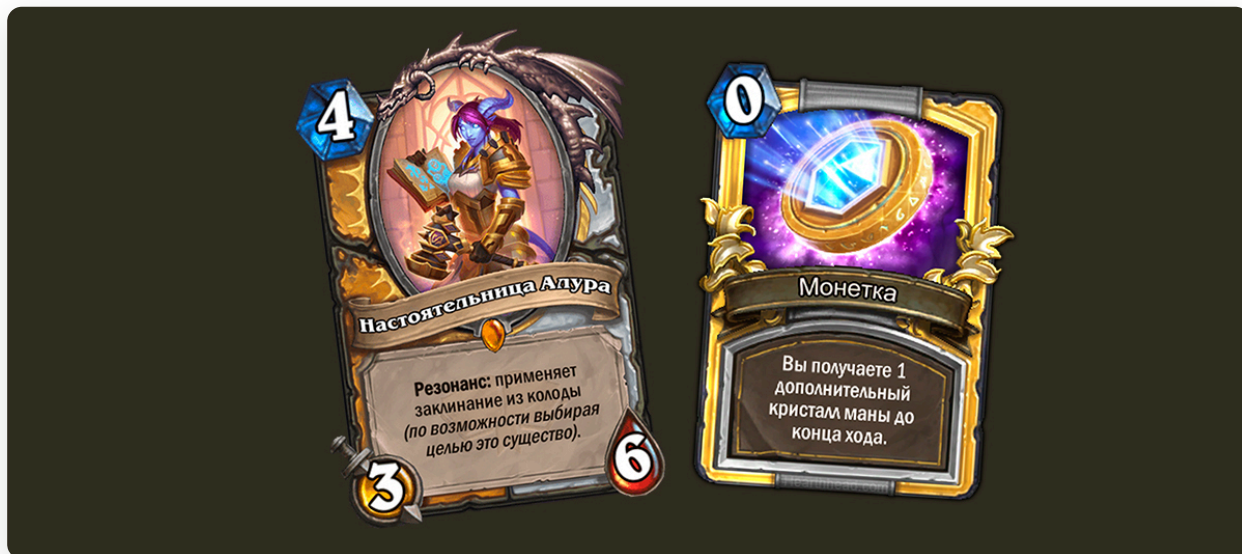 4
Настоятельница Алура
Резонанс: применяет
заклинание из колоды
(по возможности выбирая
целью это существо).
3
6
0
Монетка
Вы получаете 1
дополнительный
кристалл маны до
конца хода.